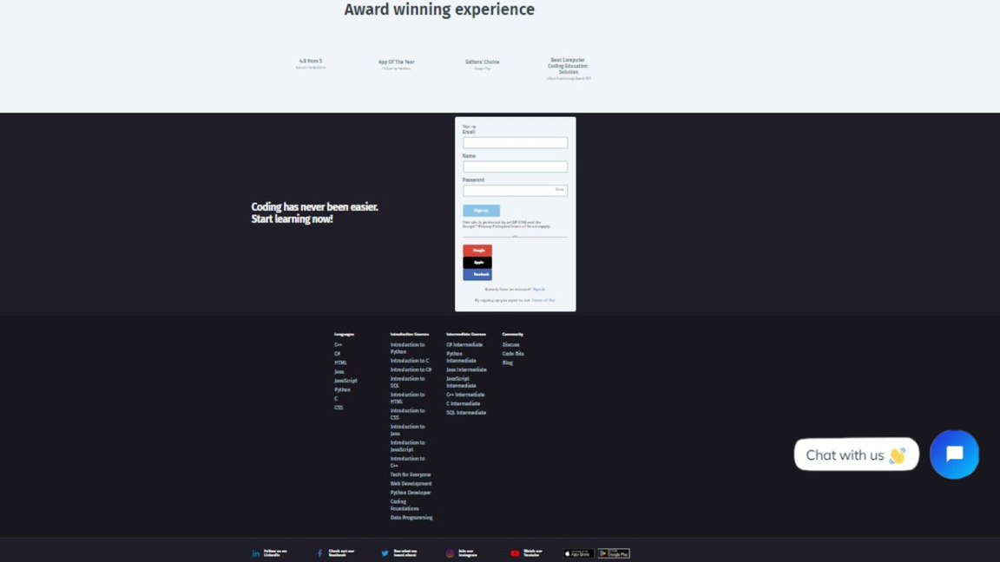 Award winning experience
4.8 from 5
App Of The Year
Editors' Choice
Google Play
Best Computer
Coding Education
Solution
Sign up
Email
Name
Password
Show
Sign up
This site is protected by reCAPTCHA and the
Google Privacy Policy and Terms of Service apply.
Google
Apple
Facebook
Already have an account? Sign in
By signing up you agree to our Terms of Use
Coding has never been easier.
Start learning now!
Languages
C++
C#
HTML
Java
JavaScript
Python
C
CSS
Introduction Courses
Introduction to
Python
Introduction to C
Introduction to C#
Introduction to
SQL
Introduction to
HTML
Introduction to
CSS
Introduction to
Java
Introduction to
JavaScript
Introduction to
C++
Tech for Everyone
Web Development
Python Developer
Coding
Foundations
Data Programming
Intermediate Courses
C# Intermediate
Python
Intermediate
Java Intermediate
JavaScript
Intermediate
C++ Intermediate
C Intermediate
SQL Intermediate
Community
Discuss
Code Bits
Blog
Chat with us 👋
Follow us on
LinkedIn
Check out our
Facebook
See what we
tweet about
Join our
Instagram
Watch our
Youtube
App Store
Google Play